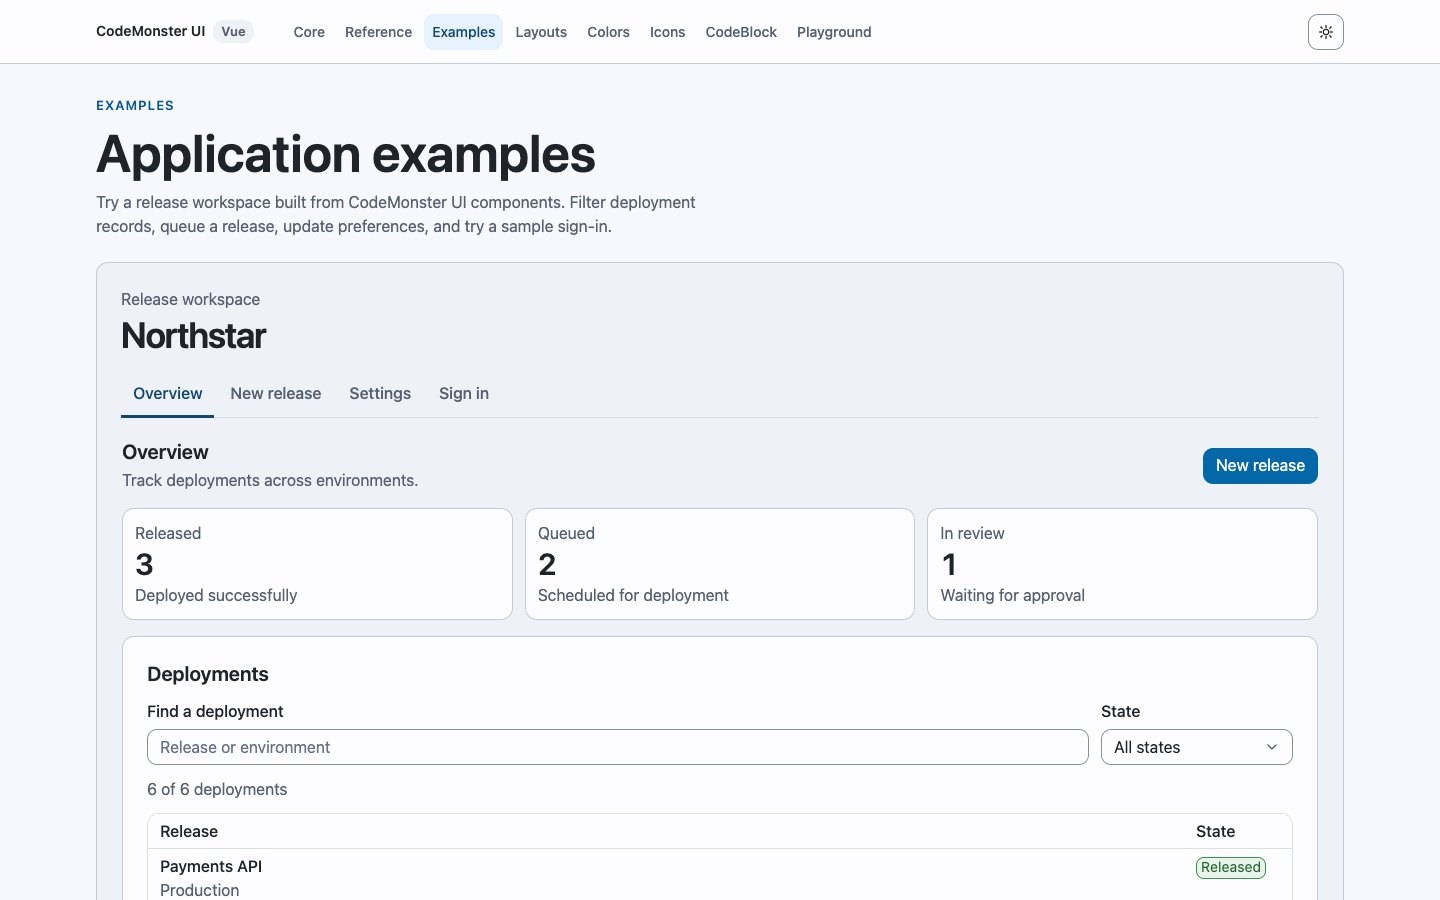 CodeMonster UI Vue Core Reference Examples Layouts Colors Icons CodeBlock Playground
EXAMPLES
Application examples
Try a release workspace built from CodeMonster UI components. Filter deployment
records, queue a release, update preferences, and try a sample sign-in.
Release workspace
Northstar
Overview New release Settings Sign in
Overview
Track deployments across environments.
New release
Released
3
Deployed successfully
Queued
2
Scheduled for deployment
In review
1
Waiting for approval
Deployments
Find a deployment
Release or environment
State
All states
6 of 6 deployments
Release State
Payments API Released
Production